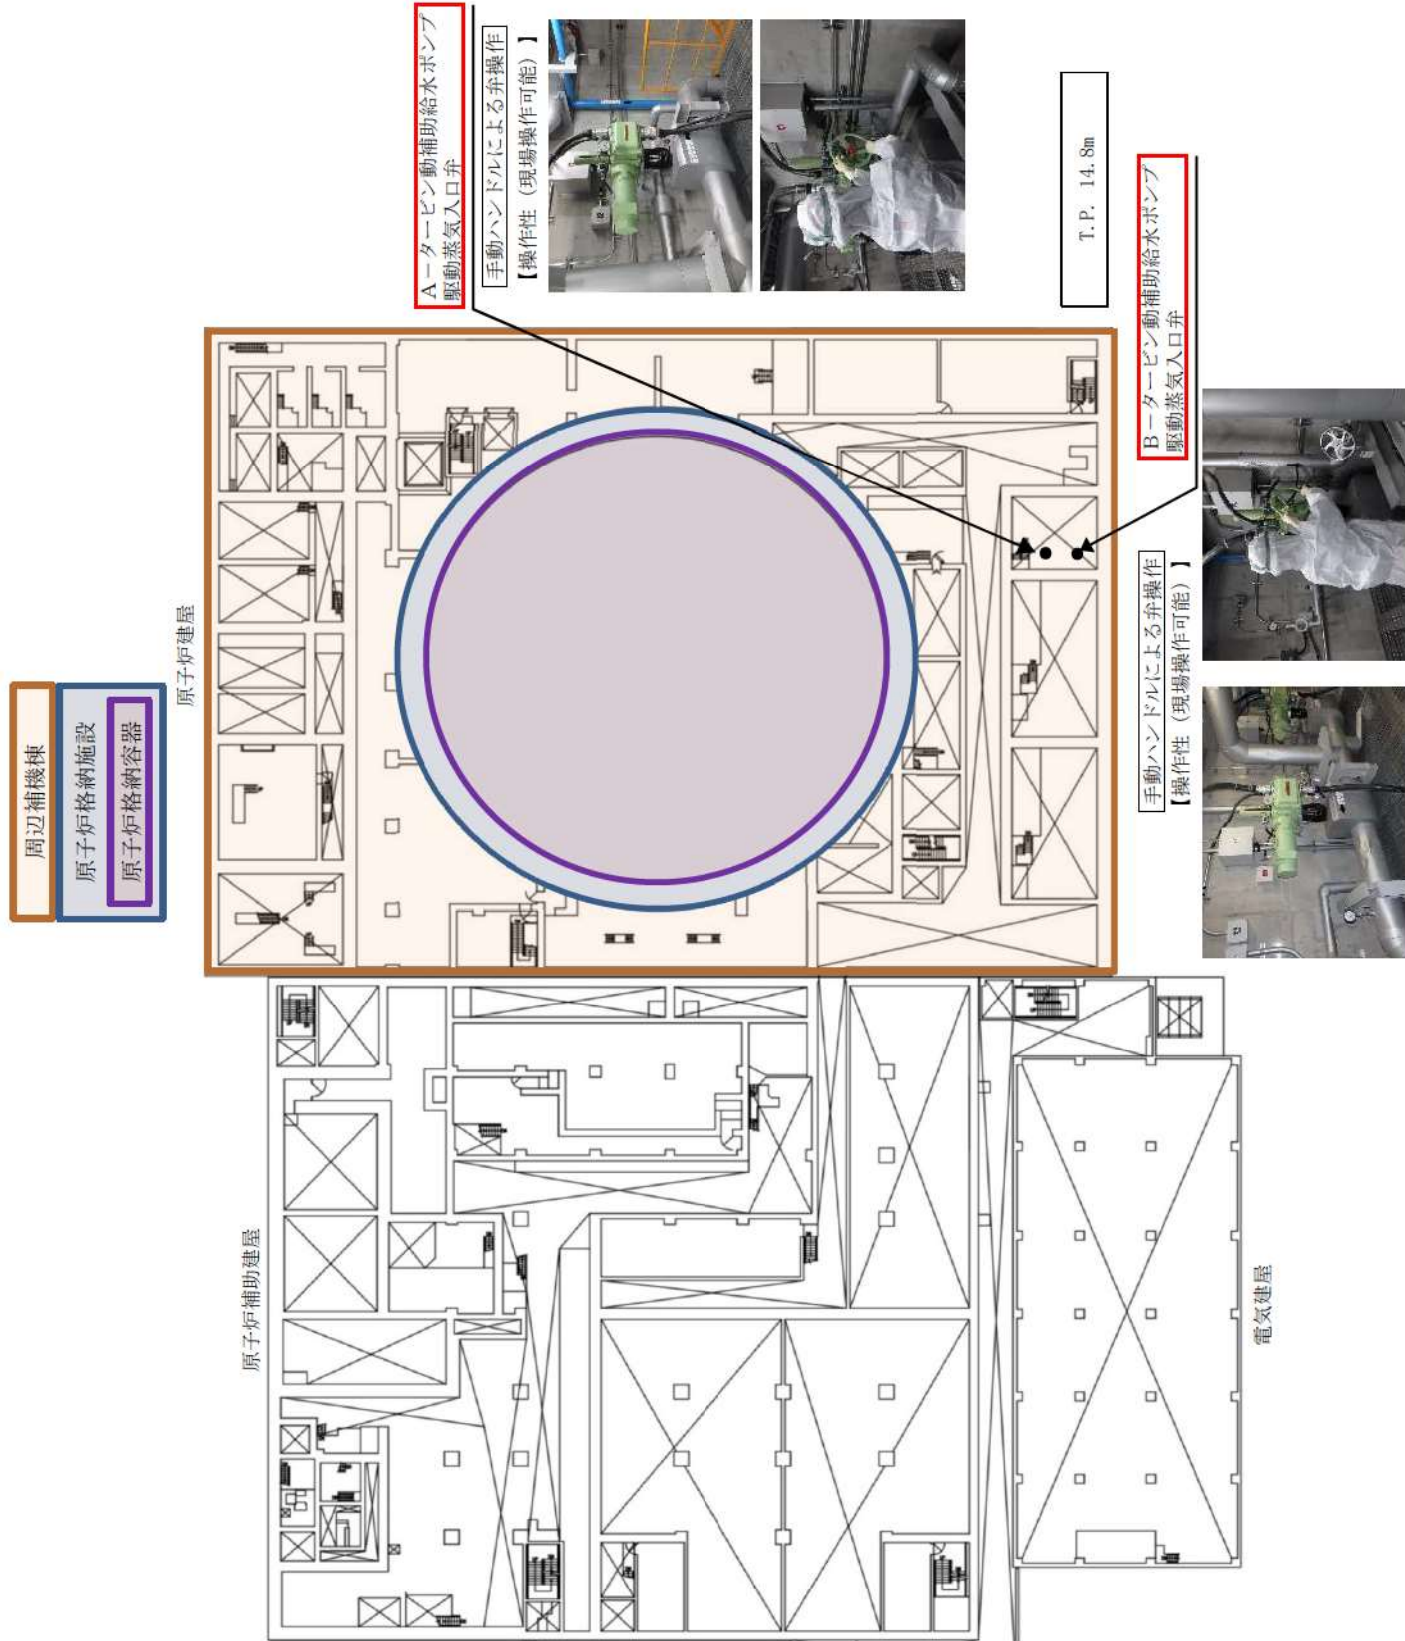 周辺補機棟
原子炉格納施設
原子炉格納容器
原子炉建屋
原子炉補助建屋
電気建屋
Aータービン動補助給水ポンプ
駆動蒸気入口弁
手動ハンドルによる弁操作
【操作性（現場操作可能）】
T.P. 14.8m
Bータービン動補助給水ポンプ
駆動蒸気入口弁
手動ハンドルによる弁操作
【操作性（現場操作可能）】